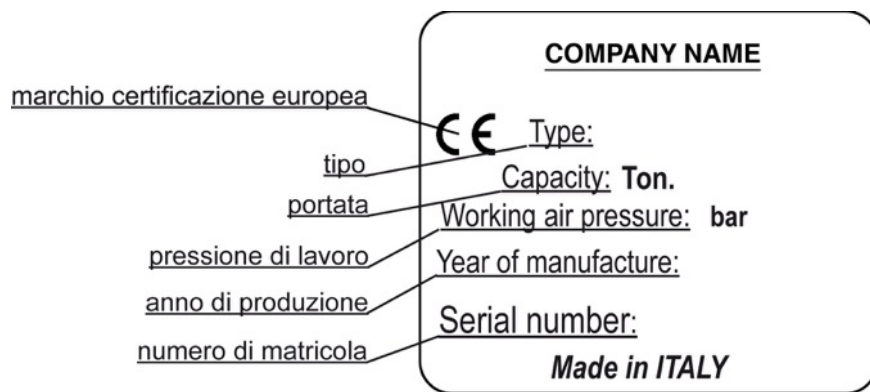 COMPANY NAME
marchio certificazione europea
CE Type:
tipo
Capacity: Ton.
portata
Working air pressure: bar
pressione di lavoro
Year of manufacture:
anno di produzione
Serial number:
numero di matricola
Made in ITALY